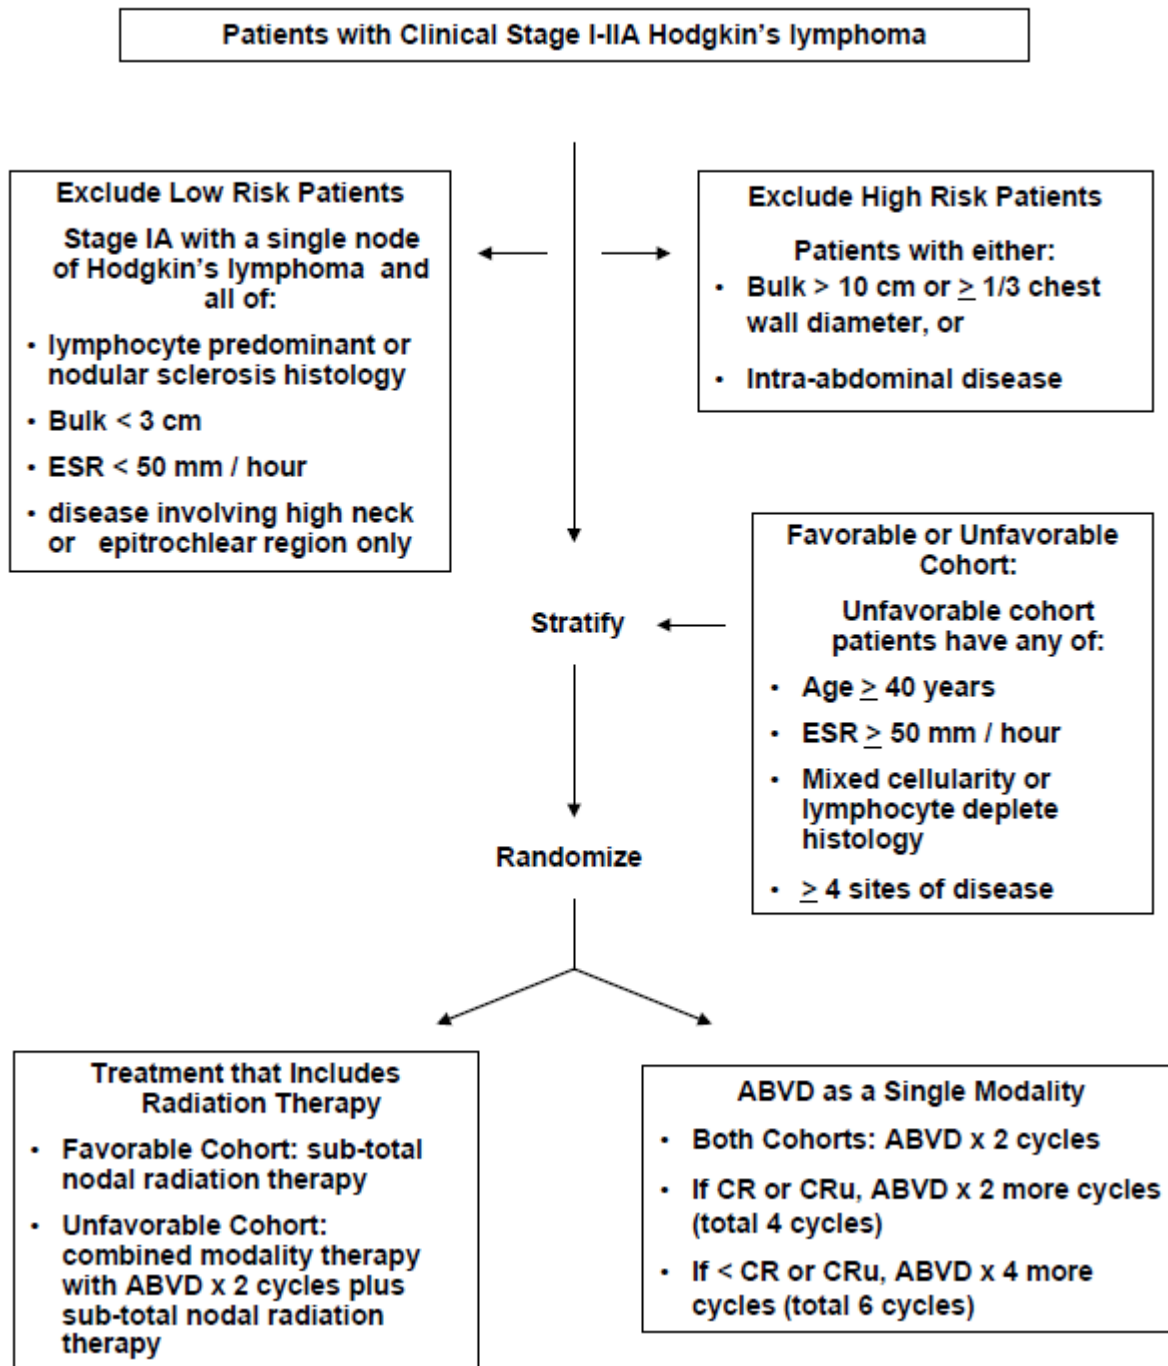 Patients with Clinical Stage I-IIA Hodgkin's lymphoma
Exclude Low Risk Patients
Stage IA with a single node
of Hodgkin's lymphoma and
all of:
• lymphocyte predominant or
nodular sclerosis histology
• Bulk < 3 cm
• ESR < 50 mm / hour
• disease involving high neck
or epitrochlear region only
Exclude High Risk Patients
Patients with either:
• Bulk > 10 cm or ≥ 1/3 chest
wall diameter, or
• Intra-abdominal disease
Favorable or Unfavorable
Cohort:
Unfavorable cohort
patients have any of:
• Age ≥ 40 years
• ESR ≥ 50 mm / hour
• Mixed cellularity or
lymphocyte deplete
histology
• ≥ 4 sites of disease
Stratify
Randomize
Treatment that Includes
Radiation Therapy
• Favorable Cohort: sub-total
nodal radiation therapy
• Unfavorable Cohort:
combined modality therapy
with ABVD x 2 cycles plus
sub-total nodal radiation
therapy
ABVD as a Single Modality
• Both Cohorts: ABVD x 2 cycles
• If CR or CRu, ABVD x 2 more cycles
(total 4 cycles)
• If < CR or CRu, ABVD x 4 more
cycles (total 6 cycles)